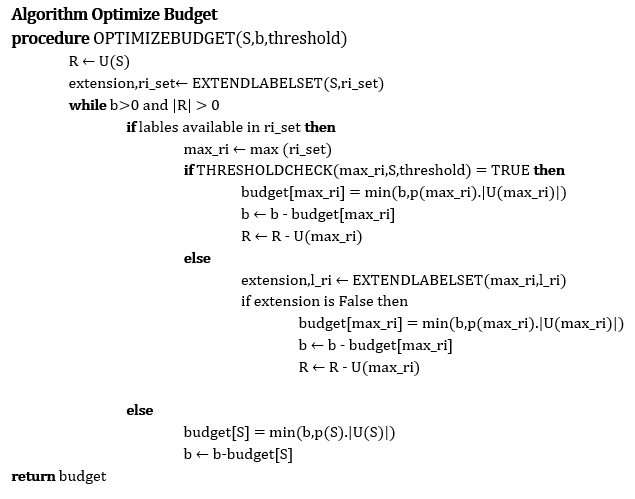 Algorithm Optimize Budget
procedure OPTIMIZEBUDGET(S,b,threshold)
R ← U(S)
extension,ri_set← EXTENDLABELSET(S,ri_set)
while b>0 and |R| > 0
if lables available in ri_set then
max_ri ← max (ri_set)
if THRESHOLDCHECK(max_ri,S,threshold) = TRUE then
budget[max_ri] = min(b,p(max_ri).|U(max_ri)|)
b ← b - budget[max_ri]
R ← R - U(max_ri)
else
extension,l_ri ← EXTENDLABELSET(max_ri,l_ri)
if extension is False then
budget[max_ri] = min(b,p(max_ri).|U(max_ri)|)
b ← b - budget[max_ri]
R ← R - U(max_ri)
else
budget[S] = min(b,p(S).|U(S)|)
b ← b-budget[S]
return budget